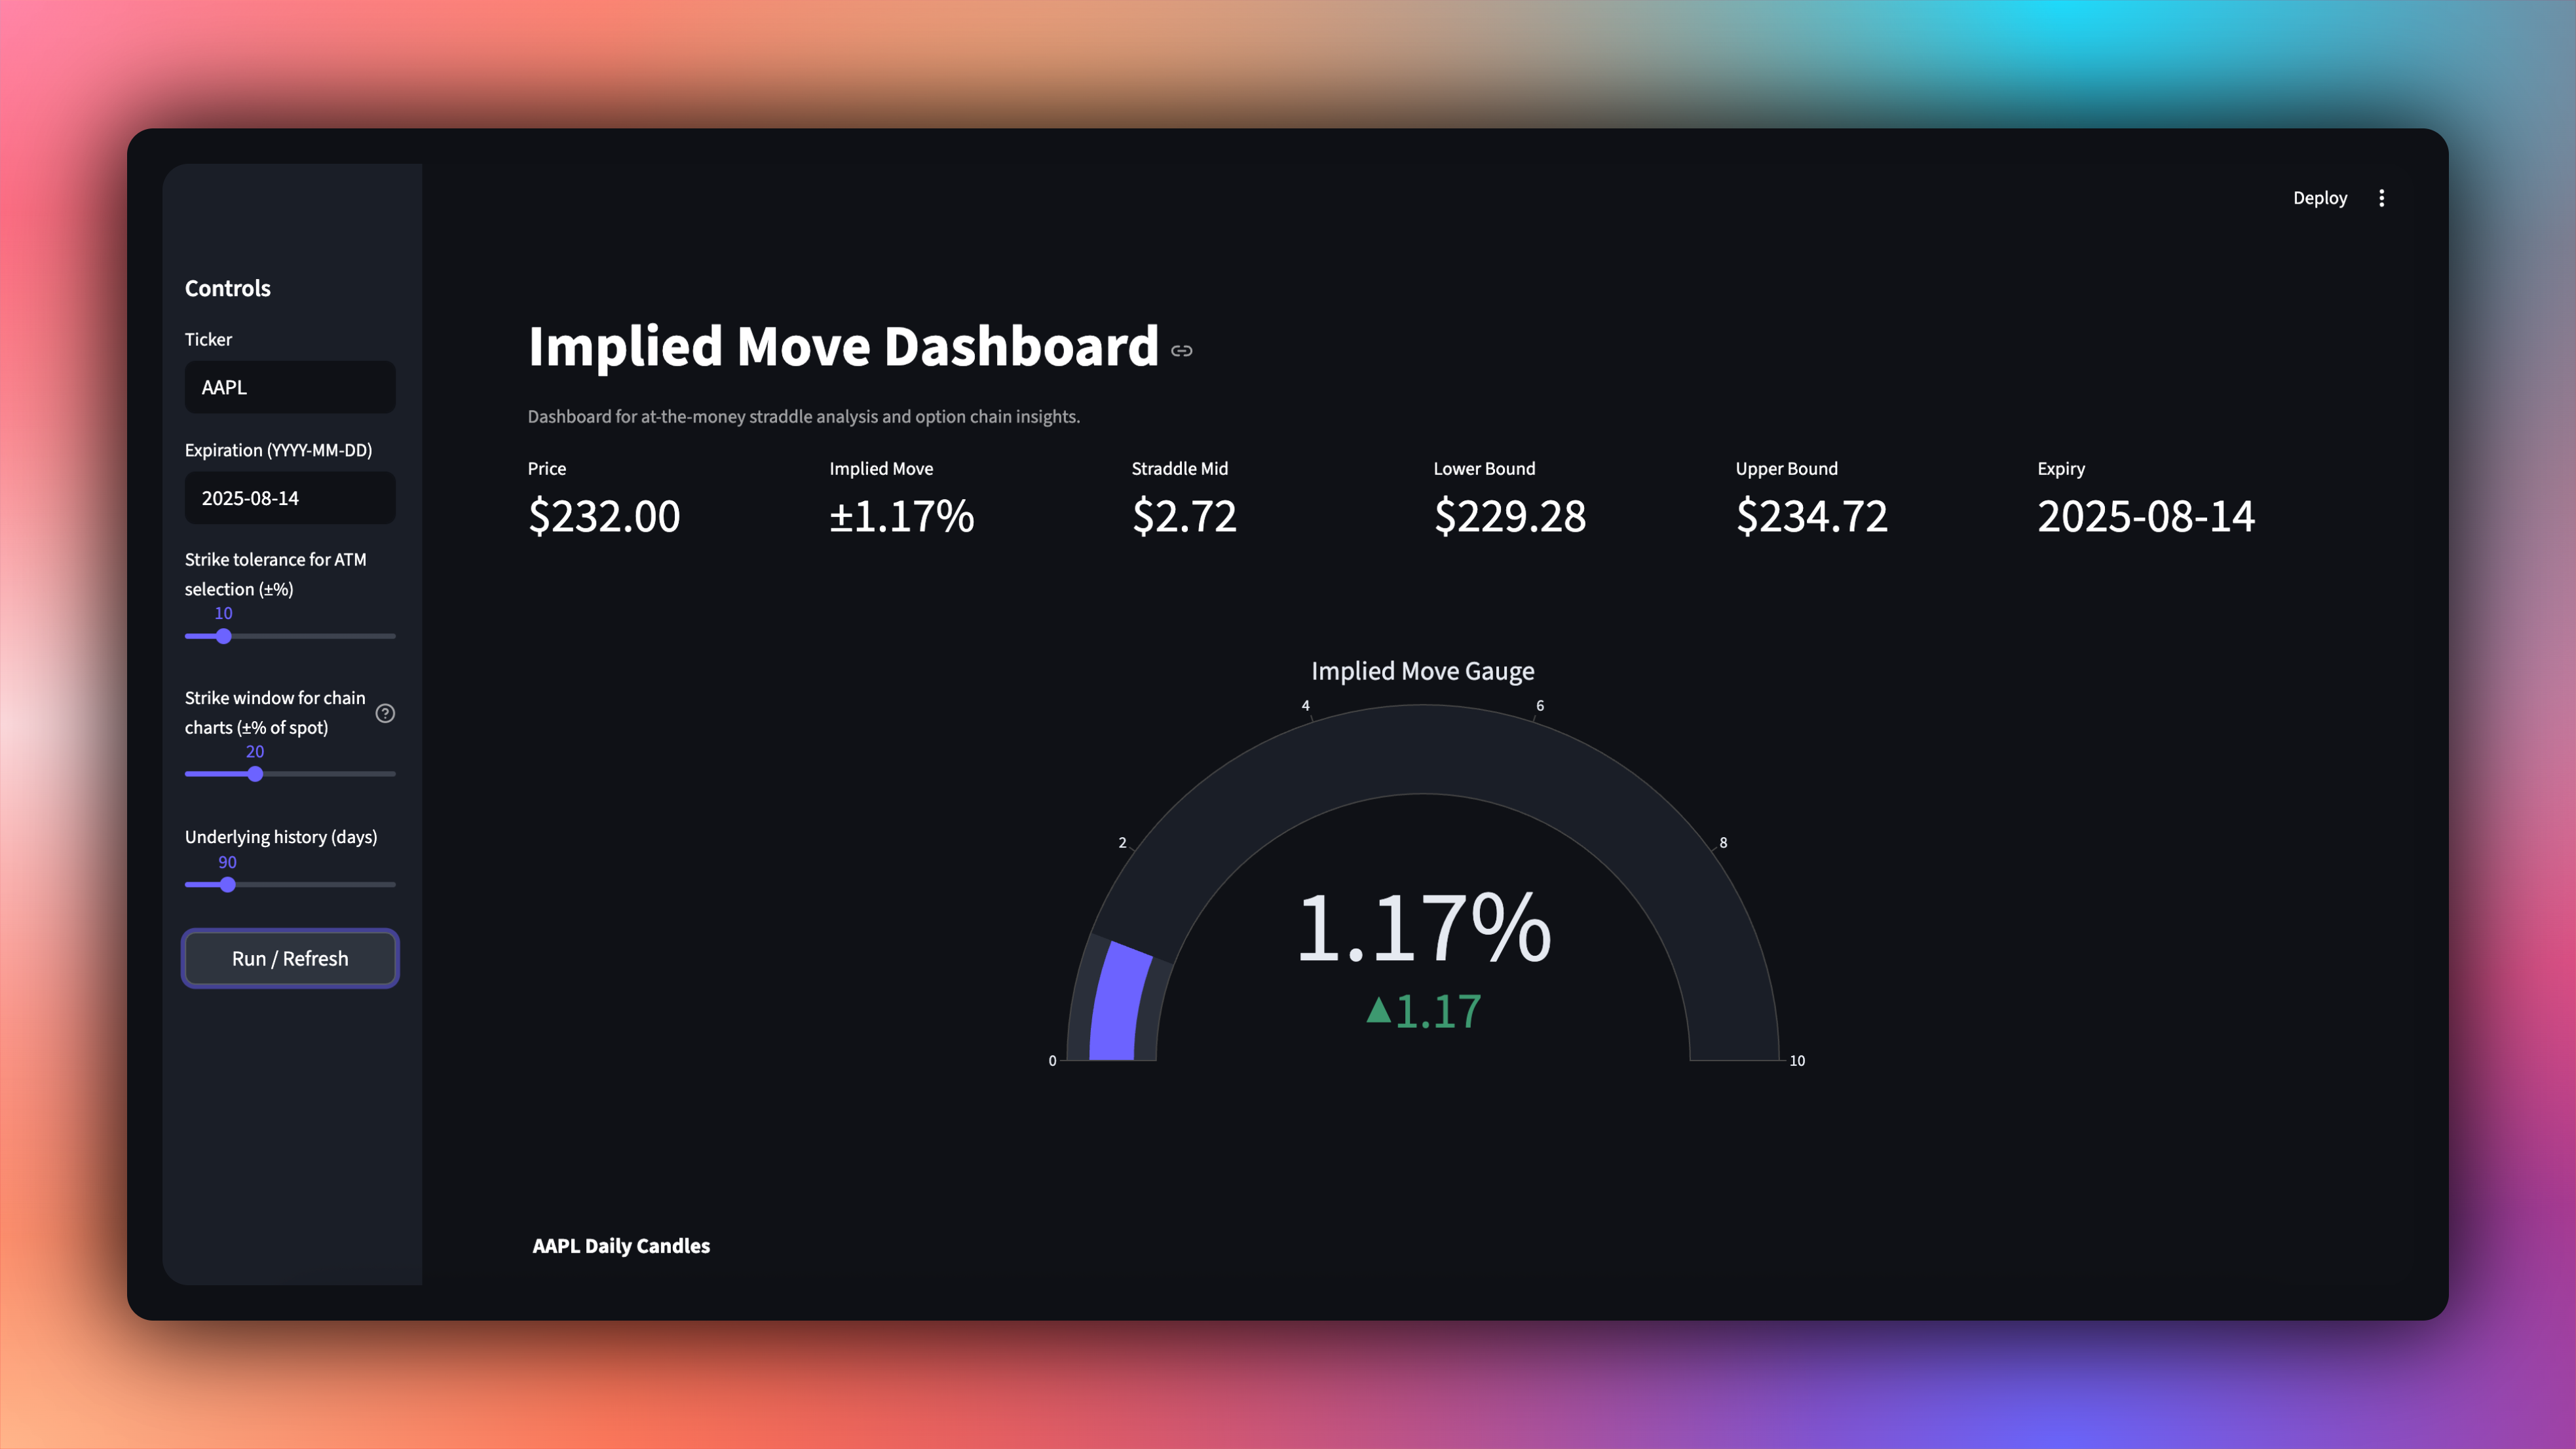 Deploy
Controls
Ticker
AAPL
Expiration (YYYY-MM-DD)
2025-08-14
Strike tolerance for ATM
selection (±%)
10
Strike window for chain
charts (±% of spot)
20
Underlying history (days)
90
Run / Refresh
Implied Move Dashboard
Dashboard for at-the-money straddle analysis and option chain insights.
Price
$232.00
Implied Move
±1.17%
Straddle Mid
$2.72
Lower Bound
$229.28
Upper Bound
$234.72
Expiry
2025-08-14
Implied Move Gauge
0
2
4
6
8
10
1.17%
▲1.17
AAPL Daily Candles